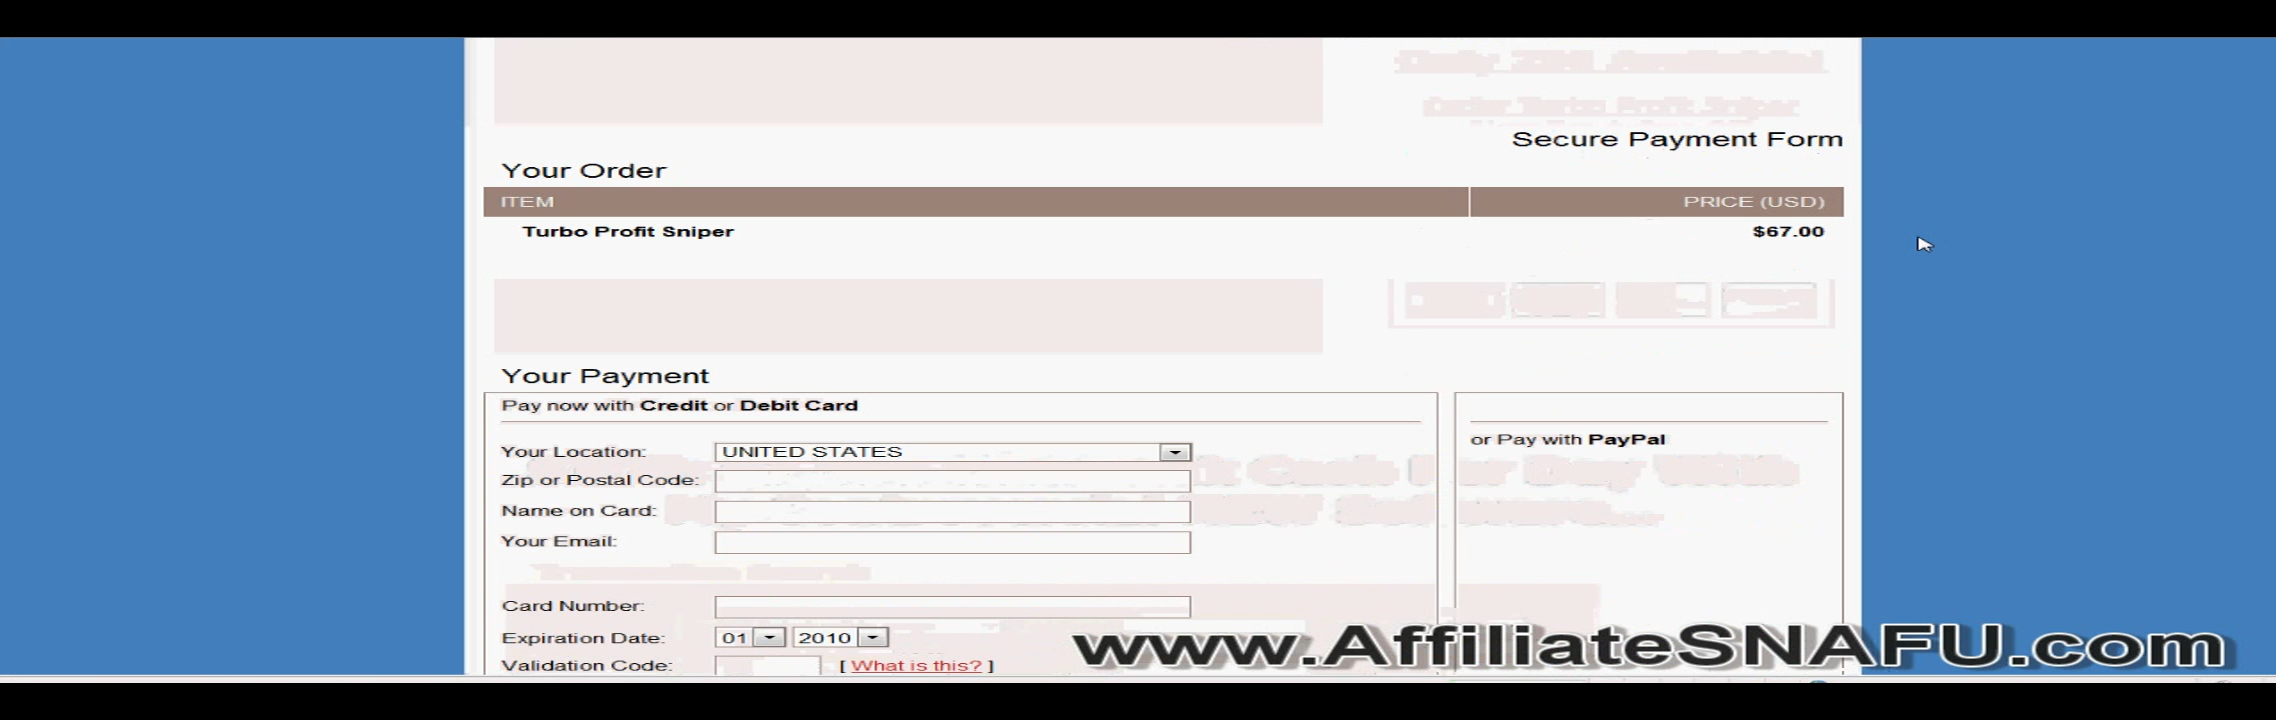 Secure Payment Form
Your Order
ITEM PRICE (USD)
Turbo Profit Sniper $67.00
Your Payment
Pay now with Credit or Debit Card
or Pay with PayPal
Your Location: UNITED STATES
Zip or Postal Code:
Name on Card:
Your Email:
Card Number:
Expiration Date: 01 2010
Validation Code: [ What is this? ]
www.AffiliateSNAFU.com